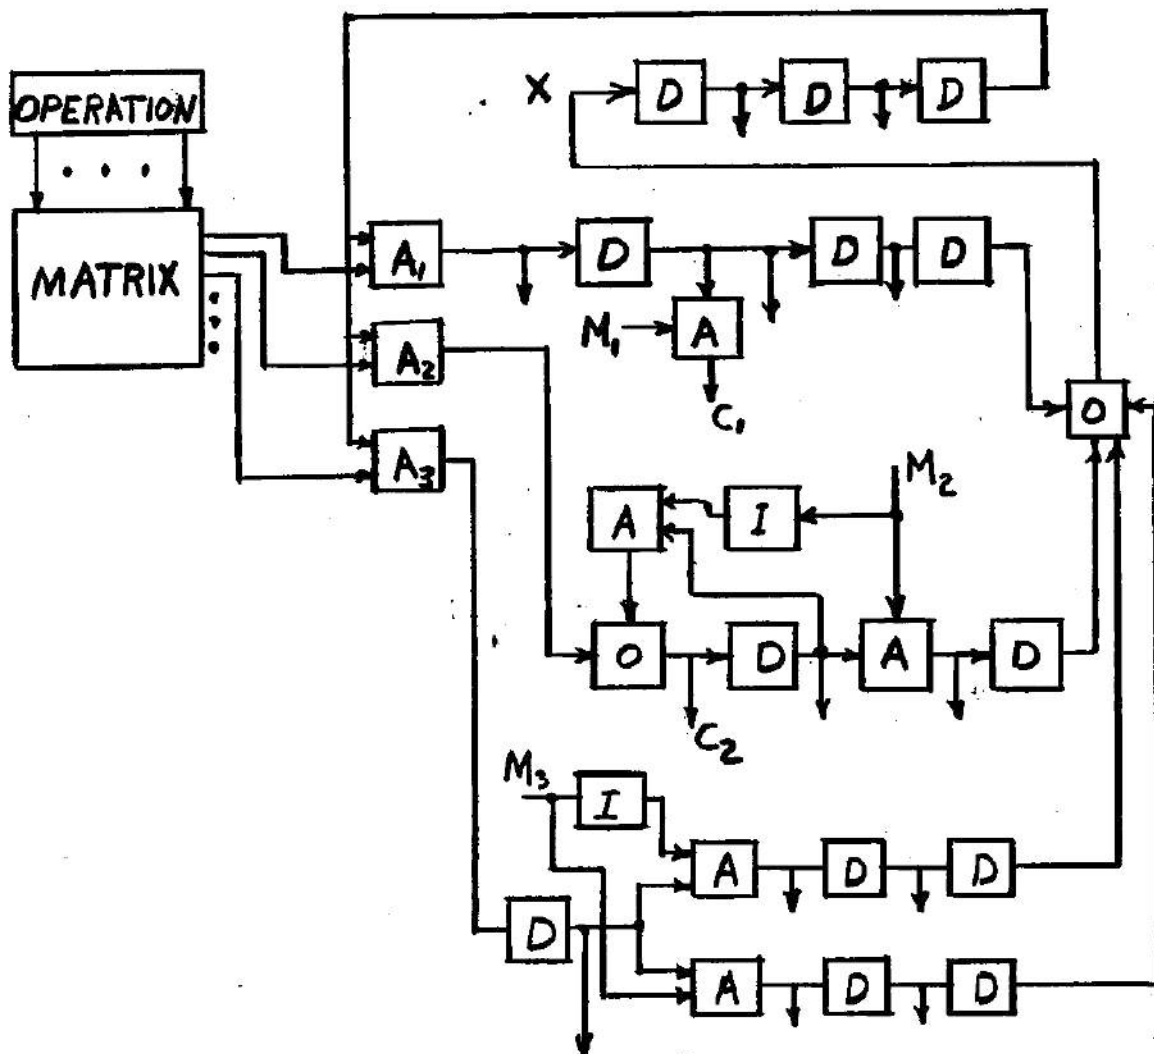 X D D D
OPERATION
MATRIX
A₁ D D D
M₁ A
C₁
A₂
O
A₃
M₂
A I
O D A D
C₂
M₃ I
A D D
D
A D D